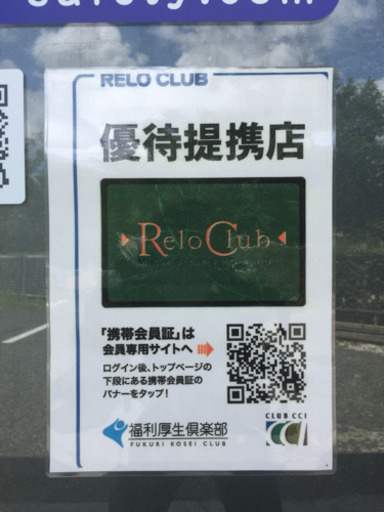 safety.com
RELO CLUB
優待提携店
Relo Club
「携帯会員証」は
会員専用サイトへ
ログイン後、トップページの
下段にある携帯会員証の
バナーをタップ！
福利厚生倶楽部
FUKURI KOSEI CLUB
CLUB CCI
CCI